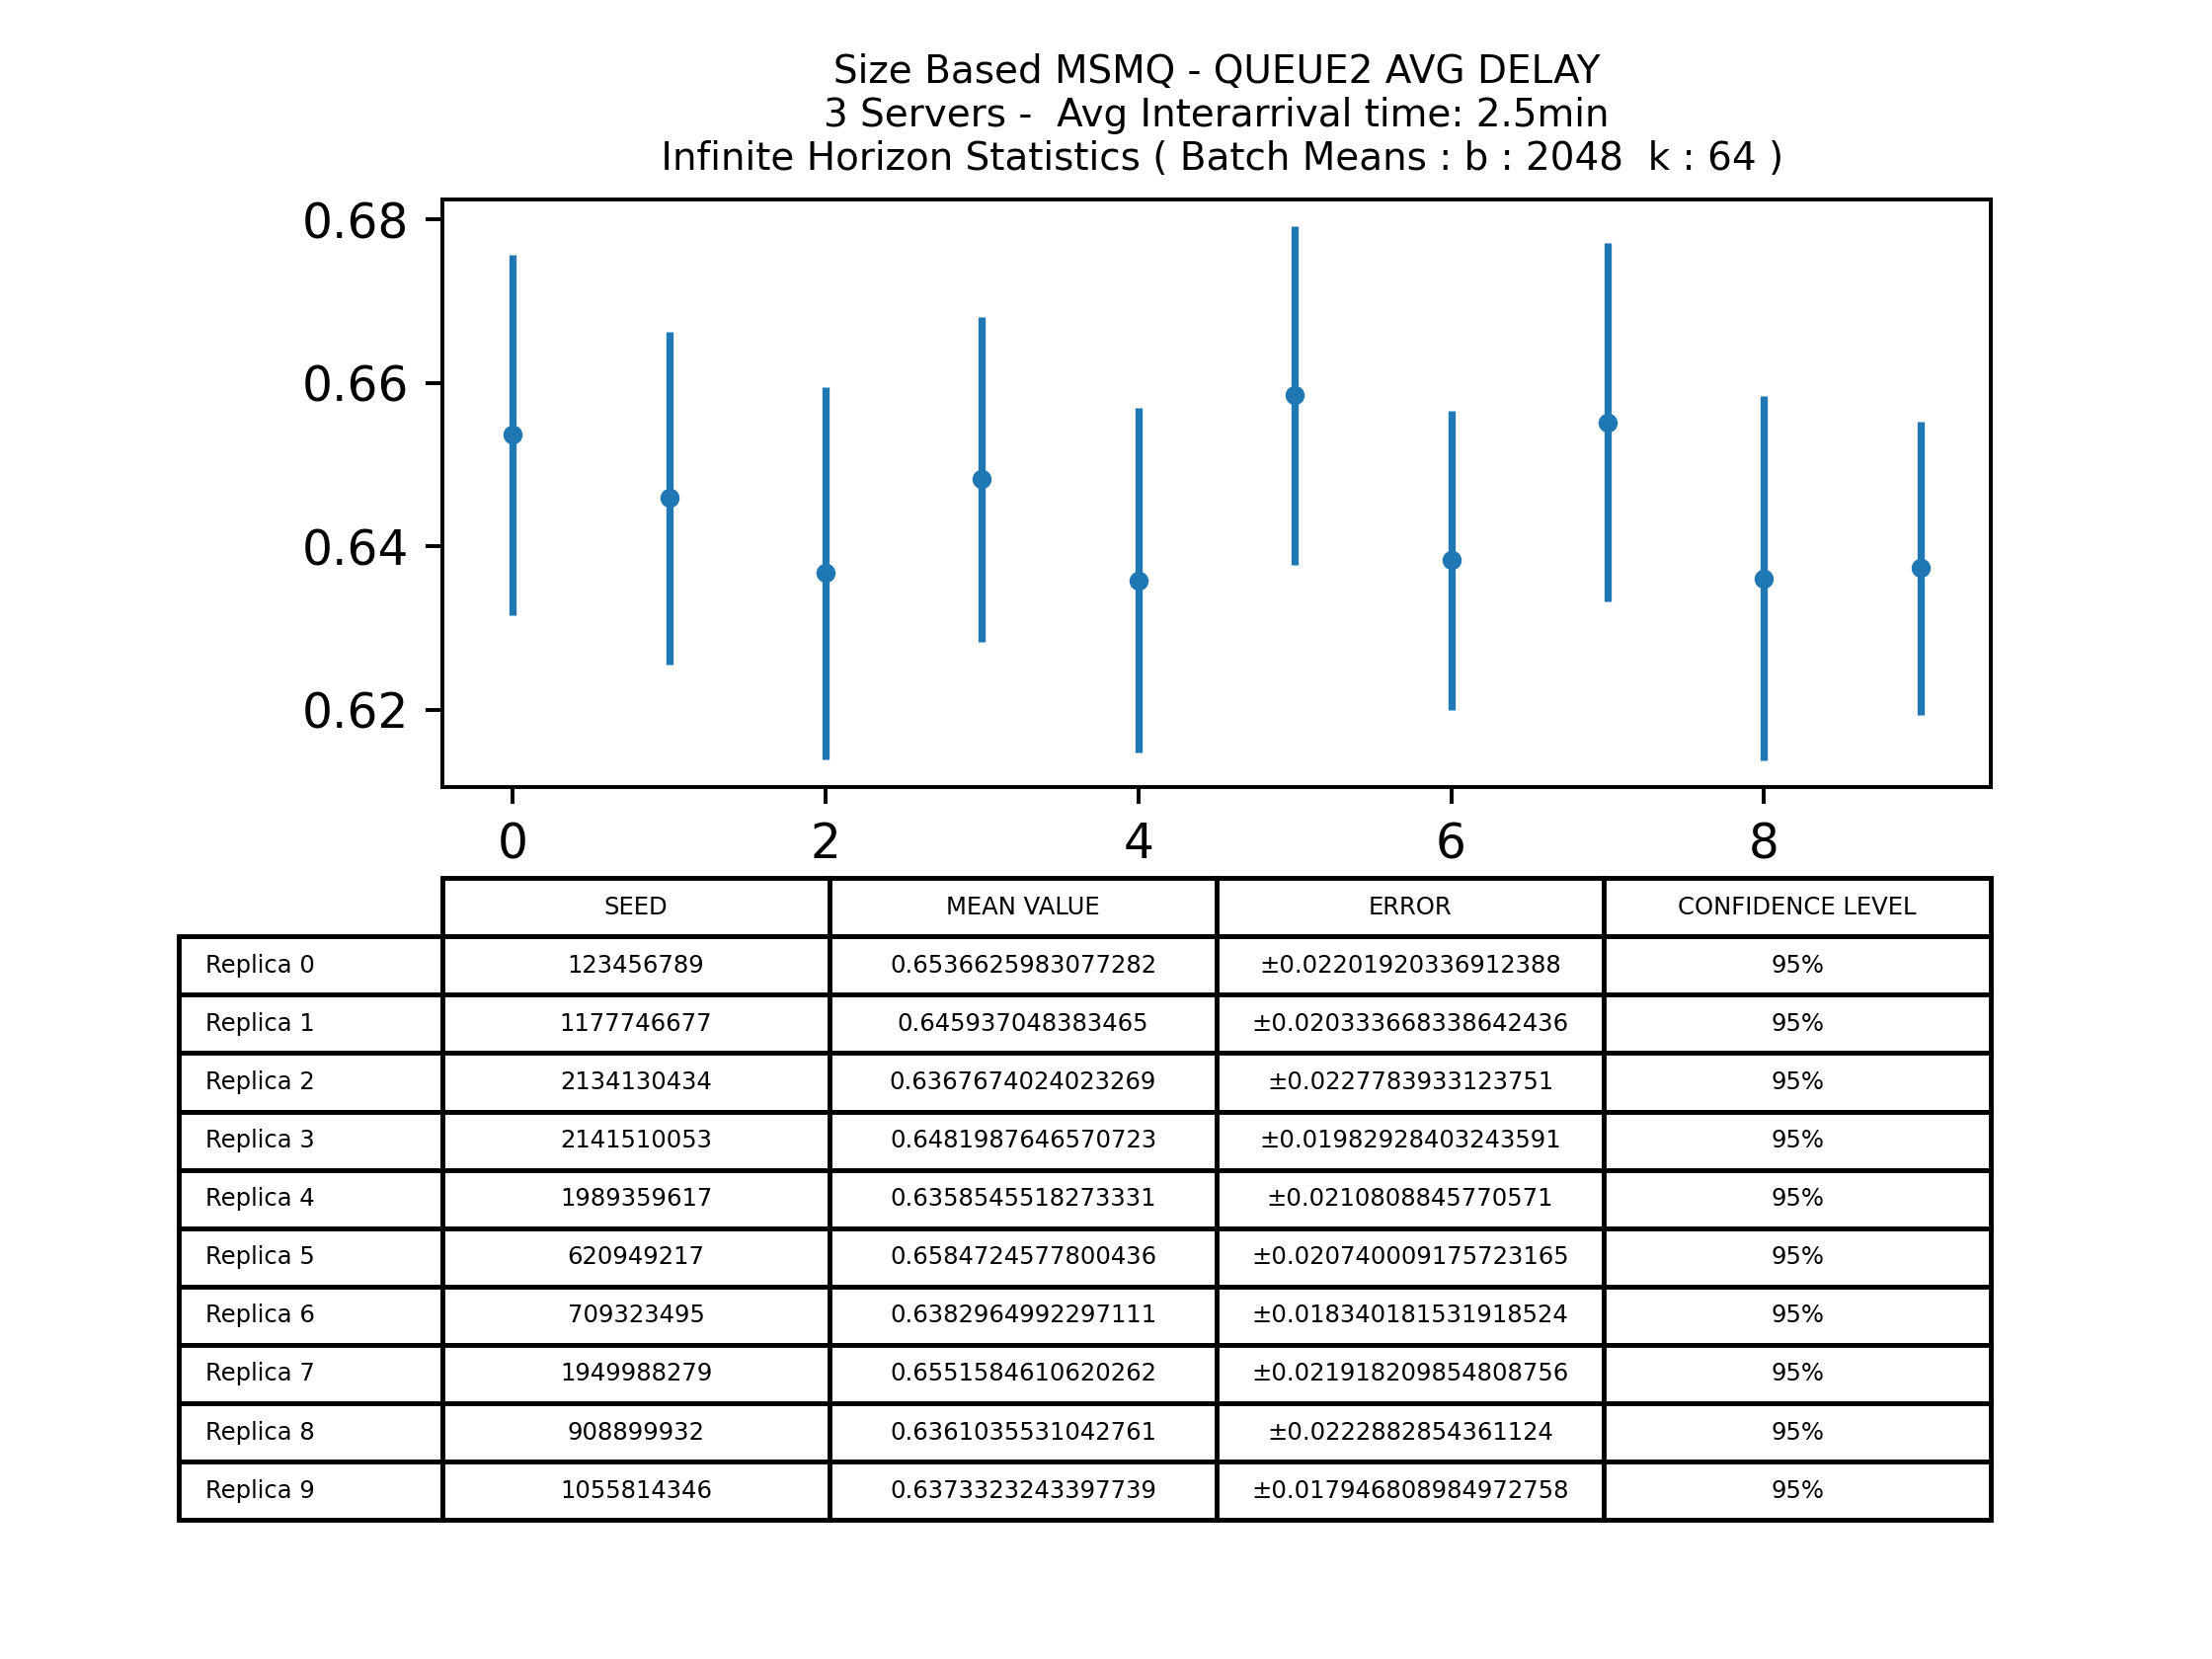 Size Based MSMQ - QUEUE2 AVG DELAY
3 Servers -  Avg Interarrival time: 2.5min
Infinite Horizon Statistics ( Batch Means : b : 2048  k : 64 )
0.68
0.66
0.64
0.62
0 2 4 6 8
SEED MEAN VALUE ERROR CONFIDENCE LEVEL
Replica 0 123456789 0.6536625983077282 ±0.02201920336912388 95%
Replica 1 1177746677 0.645937048383465 ±0.020333668338642436 95%
Replica 2 2134130434 0.6367674024023269 ±0.0227783933123751 95%
Replica 3 2141510053 0.6481987646570723 ±0.01982928403243591 95%
Replica 4 1989359617 0.6358545518273331 ±0.0210808845770571 95%
Replica 5 620949217 0.6584724577800436 ±0.020740009175723165 95%
Replica 6 709323495 0.6382964992297111 ±0.018340181531918524 95%
Replica 7 1949988279 0.6551584610620262 ±0.021918209854808756 95%
Replica 8 908899932 0.6361035531042761 ±0.0222882854361124 95%
Replica 9 1055814346 0.6373323243397739 ±0.017946808984972758 95%